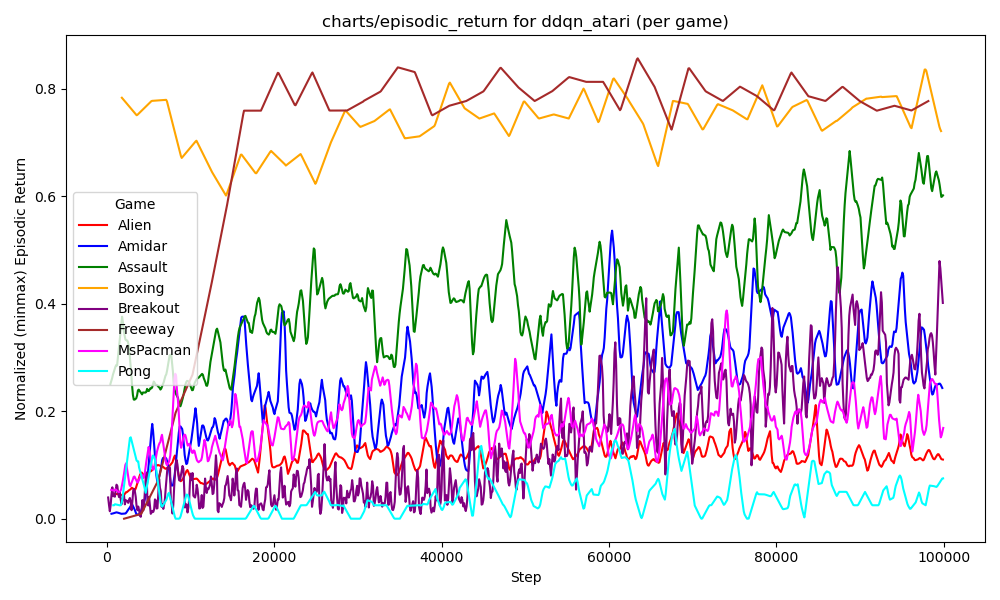 charts/episodic_return for ddqn_atari (per game)
Normalized (minmax) Episodic Return
0.8
0.6
0.4
0.2
0.0
Game
Alien
Amidar
Assault
Boxing
Breakout
Freeway
MsPacman
Pong
0 20000 40000 60000 80000 100000
Step